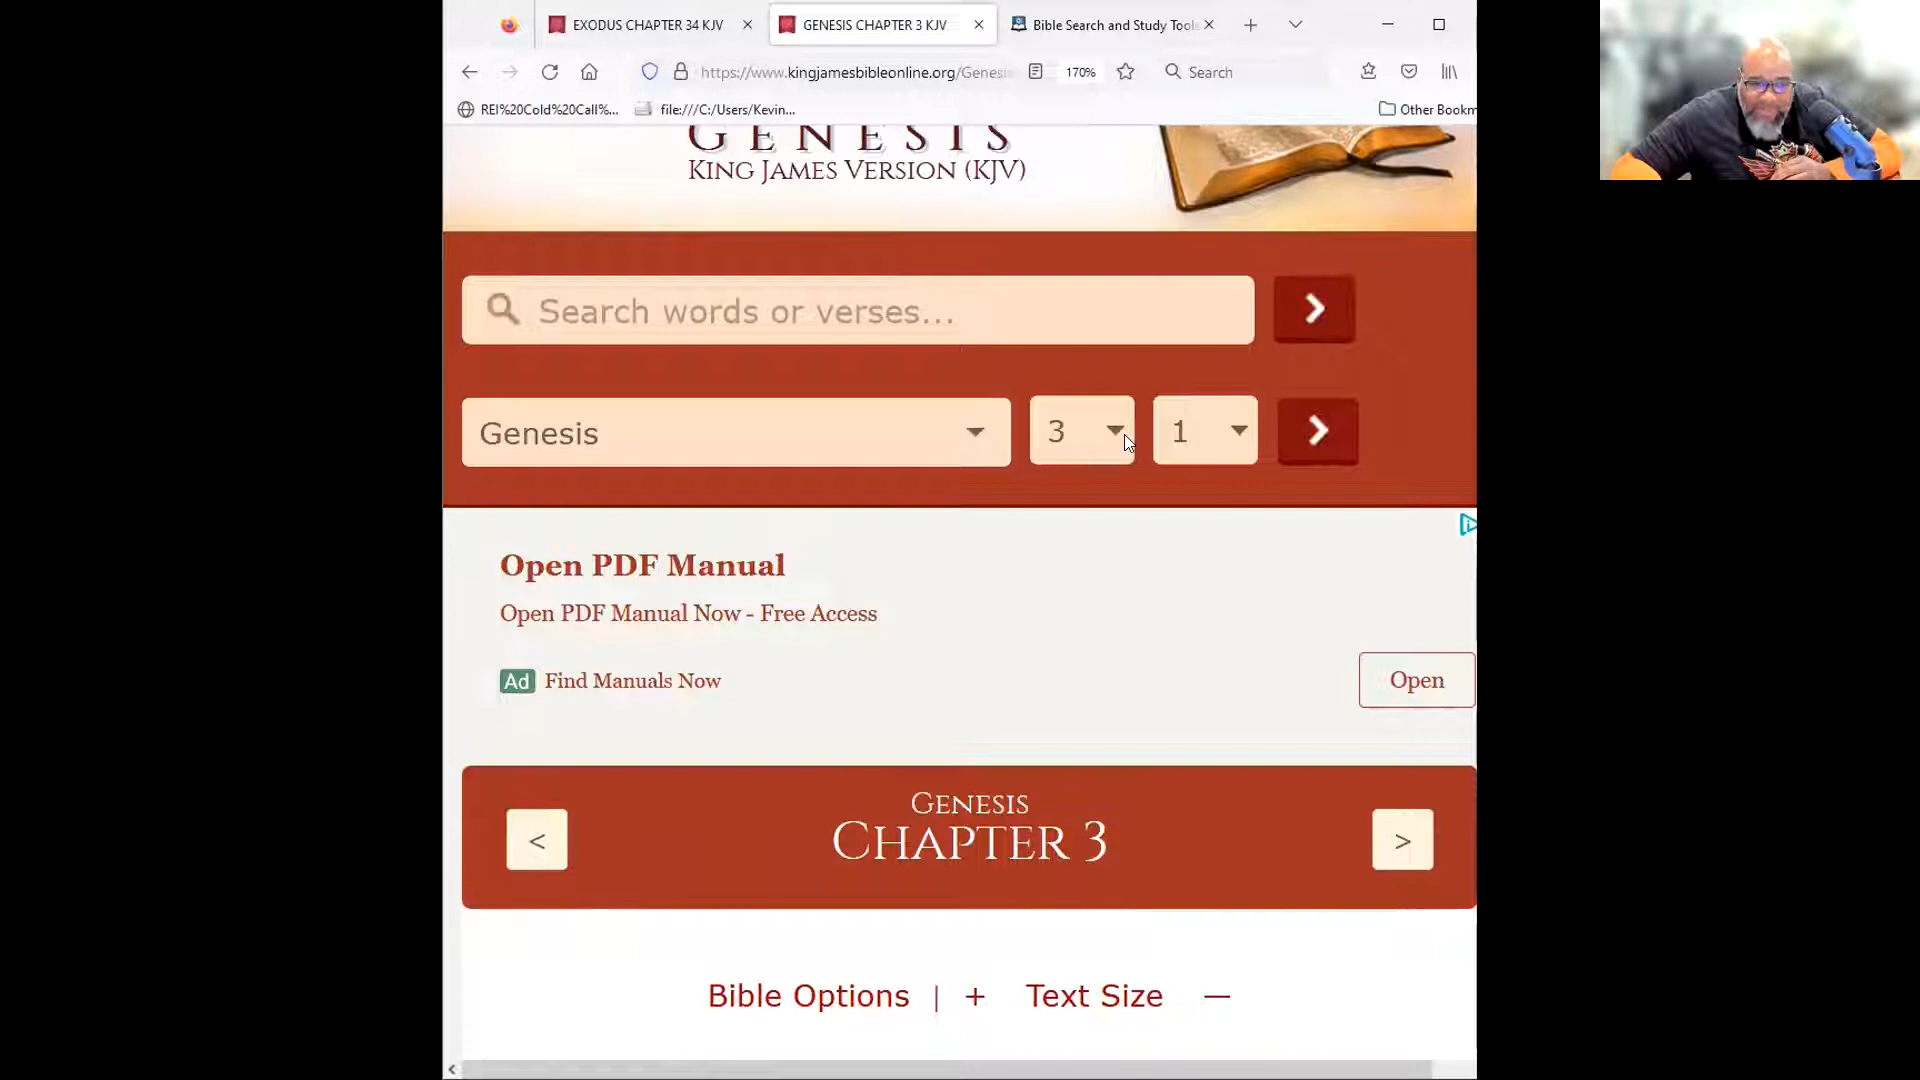 EXODUS CHAPTER 34 KJV
GENESIS CHAPTER 3 KJV
Bible Search and Study Tools
https://www.kingjamesbibleonline.org/Genesis
170%
Search
REI%20Cold%20Call%...
file:///C:/Users/Kevin...
Other Bookm
GENESIS
King James Version (KJV)
Search words or verses...
Genesis
3
1
Open PDF Manual
Open PDF Manual Now - Free Access
Ad Find Manuals Now
Open
Genesis
<
Chapter 3
>
Bible Options | + Text Size —